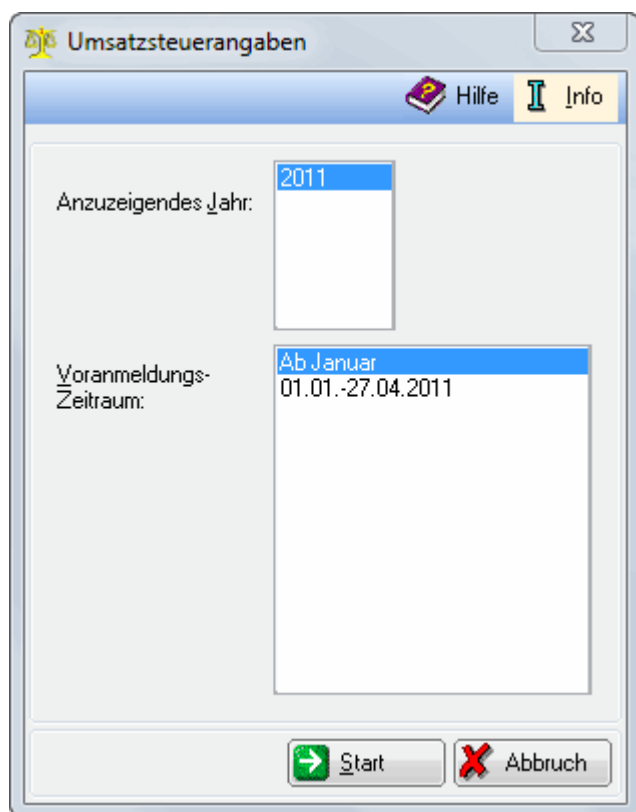 Umsatzsteuerangaben
Hilfe Info
2011
Anzuzeigendes Jahr:
Ab Januar
Voranmeldungs-
01.01.-27.04.2011
Zeitraum:
Start Abbruch